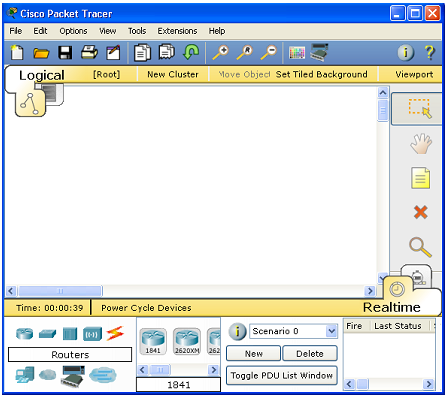 Cisco Packet Tracer
File Edit Options View Tools Extensions Help
Logical [Root] New Cluster Move Object Set Tiled Background Viewport
Realtime
Time: 00:00:39 Power Cycle Devices
Scenario 0
Fire Last Status
Routers
1841 2620XM 262
New Delete
Toggle PDU List Window
1841